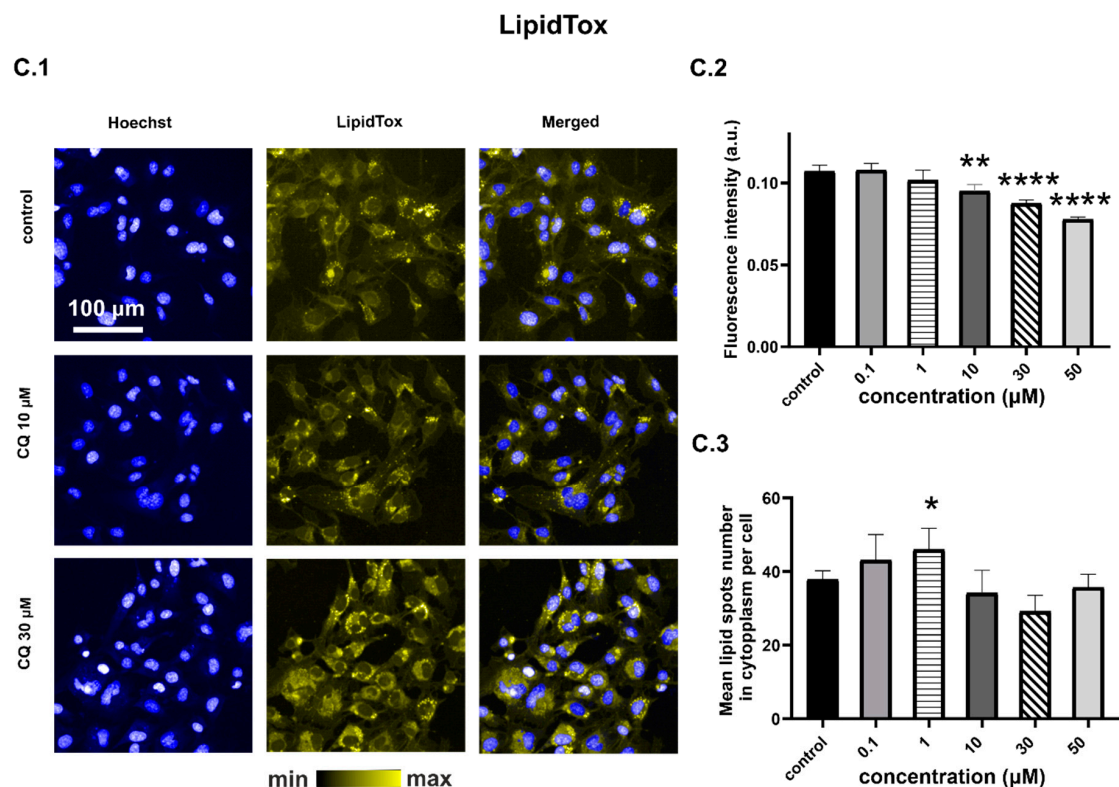 LipidTox
C.1
Hoechst
LipidTox
Merged
control
100 µm
CQ 10 µM
CQ 30 µM
min
max
C.2
Fluorescence intensity (a.u.)
0.10
0.05
0.00
**
****
****
control
0.1
1
10
30
50
concentration (µM)
C.3
Mean lipid spots number
in cytoplasm per cell
60
40
20
0
*
control
0.1
1
10
30
50
concentration (µM)